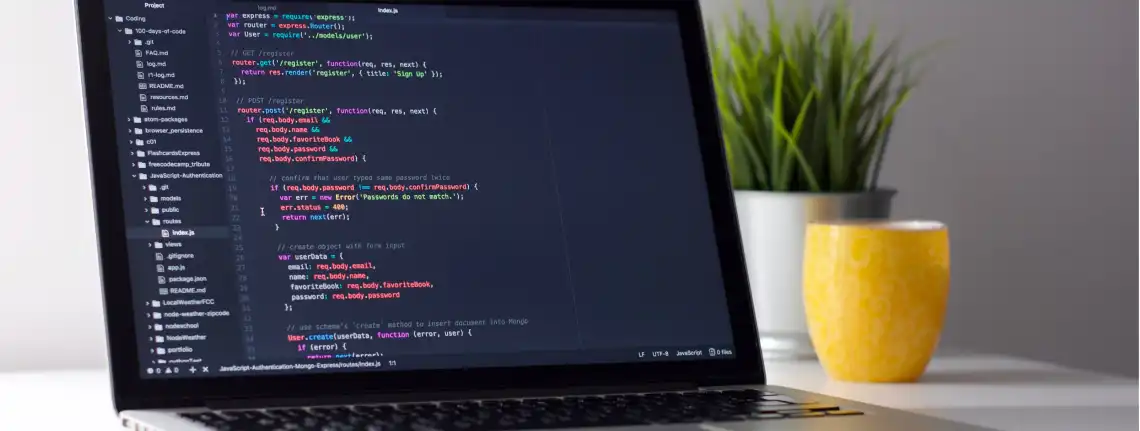 Project
Coding
100-days-of-code
.git
FAQ.md
log.md
r1-log.md
README.md
resources.md
rules.md
atom-packages
browser_persistence
c01
FlashcardsExpress
freecodecamp_tribute
JavaScript-Authentication
.git
models
public
routes
index.js
views
.gitignore
app.js
package.json
README.md
LocalWeatherFCC
node-weather-zipcode
nodeschool
NodeWeather
portfolio
pythonTest
log.md
index.js
var express = require('express');
var router = express.Router();
var User = require('../models/user');
// GET /register
router.get('/register', function(req, res, next) {
return res.render('register', { title: 'Sign Up' });
});
// POST /register
router.post('/register', function(req, res, next) {
if (req.body.email &&
req.body.name &&
req.body.favoriteBook &&
req.body.password &&
req.body.confirmPassword) {
// confirm that user typed same password twice
if (req.body.password !== req.body.confirmPassword) {
var err = new Error('Passwords do not match.');
err.status = 400;
return next(err);
}
// create object with form input
var userData = {
email: req.body.email,
name: req.body.name,
favoriteBook: req.body.favoriteBook,
password: req.body.password
};
// use schema's `create` method to insert document into Mongo
User.create(userData, function (error, user) {
if (error) {
return next(error);
0 0 0 JavaScript-Authentication-Mongo-Express/routes/index.js 1:1 LF UTF-8 JavaScript 0 files